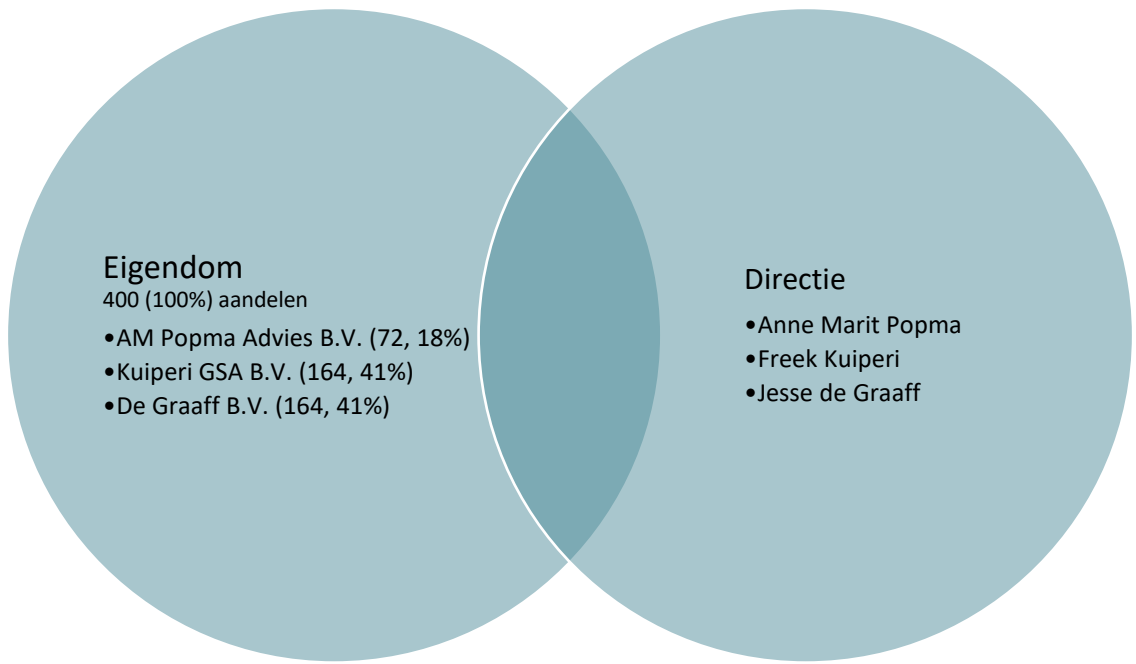 Eigendom
400 (100%) aandelen
•AM Popma Advies B.V. (72, 18%)
•Kuiperi GSA B.V. (164, 41%)
•De Graaff B.V. (164, 41%)
Directie
•Anne Marit Popma
•Freek Kuiperi
•Jesse de Graaff